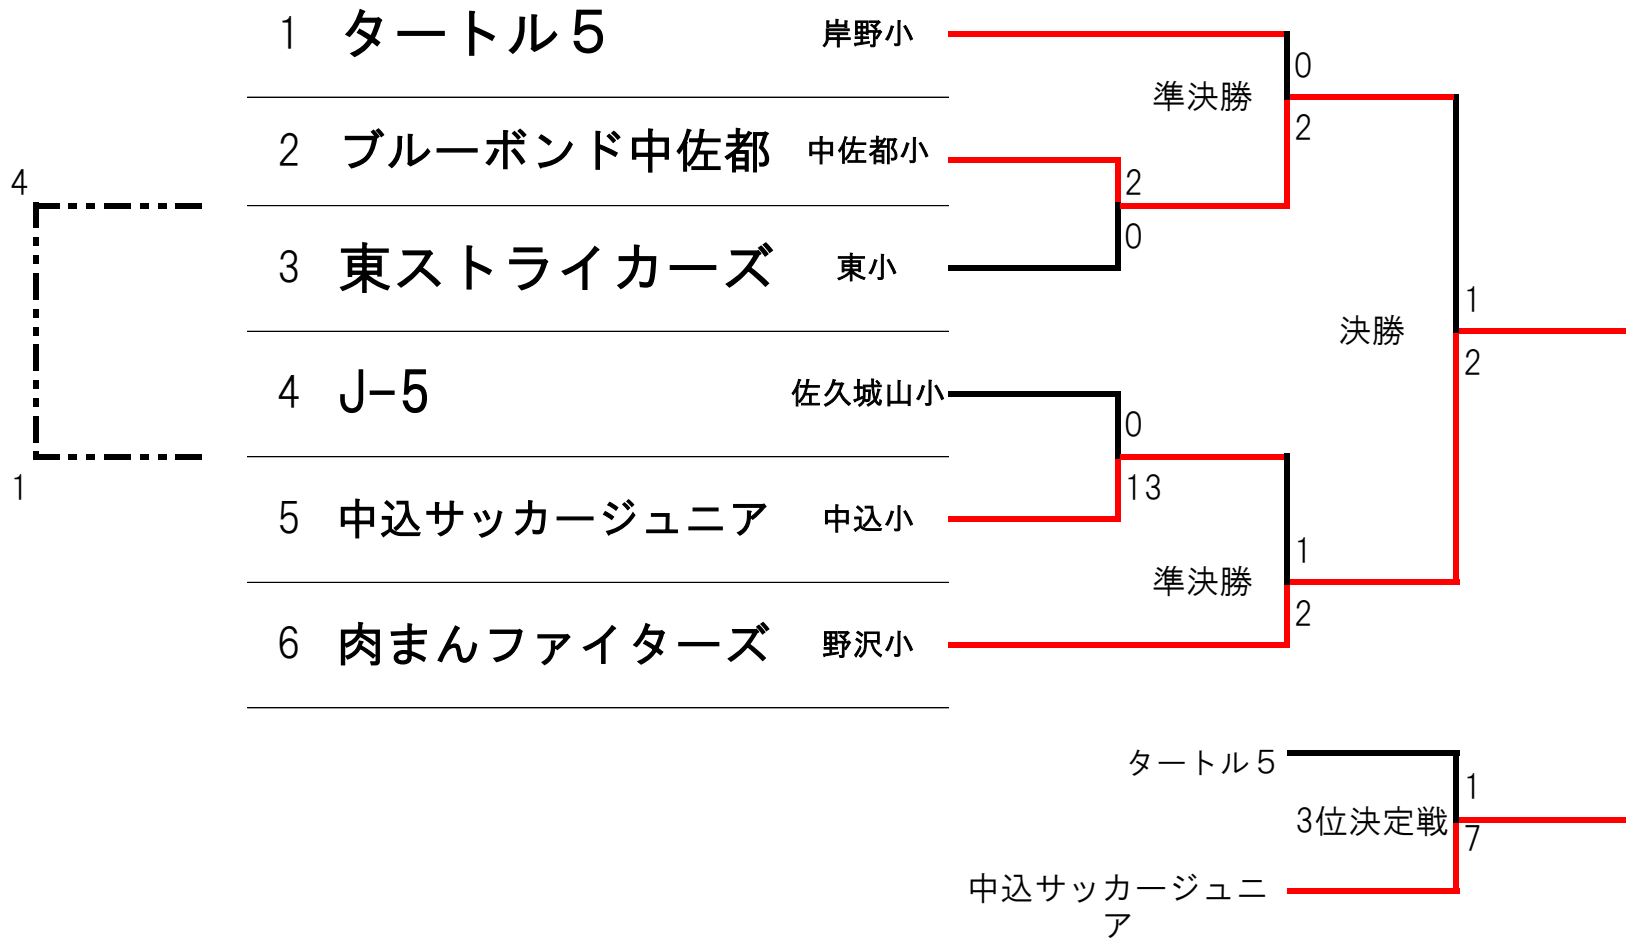 1 タートル５ 岸野小
0
準決勝
2
2 ブルーボンド中佐都 中佐都小
4
2
0
3 東ストライカーズ 東小
1
決勝
2
4 J-5 佐久城山小
0
1
13
5 中込サッカージュニア 中込小
1
準決勝
2
6 肉まんファイターズ 野沢小
タートル５
1
3位決定戦
7
中込サッカージュニ
ア